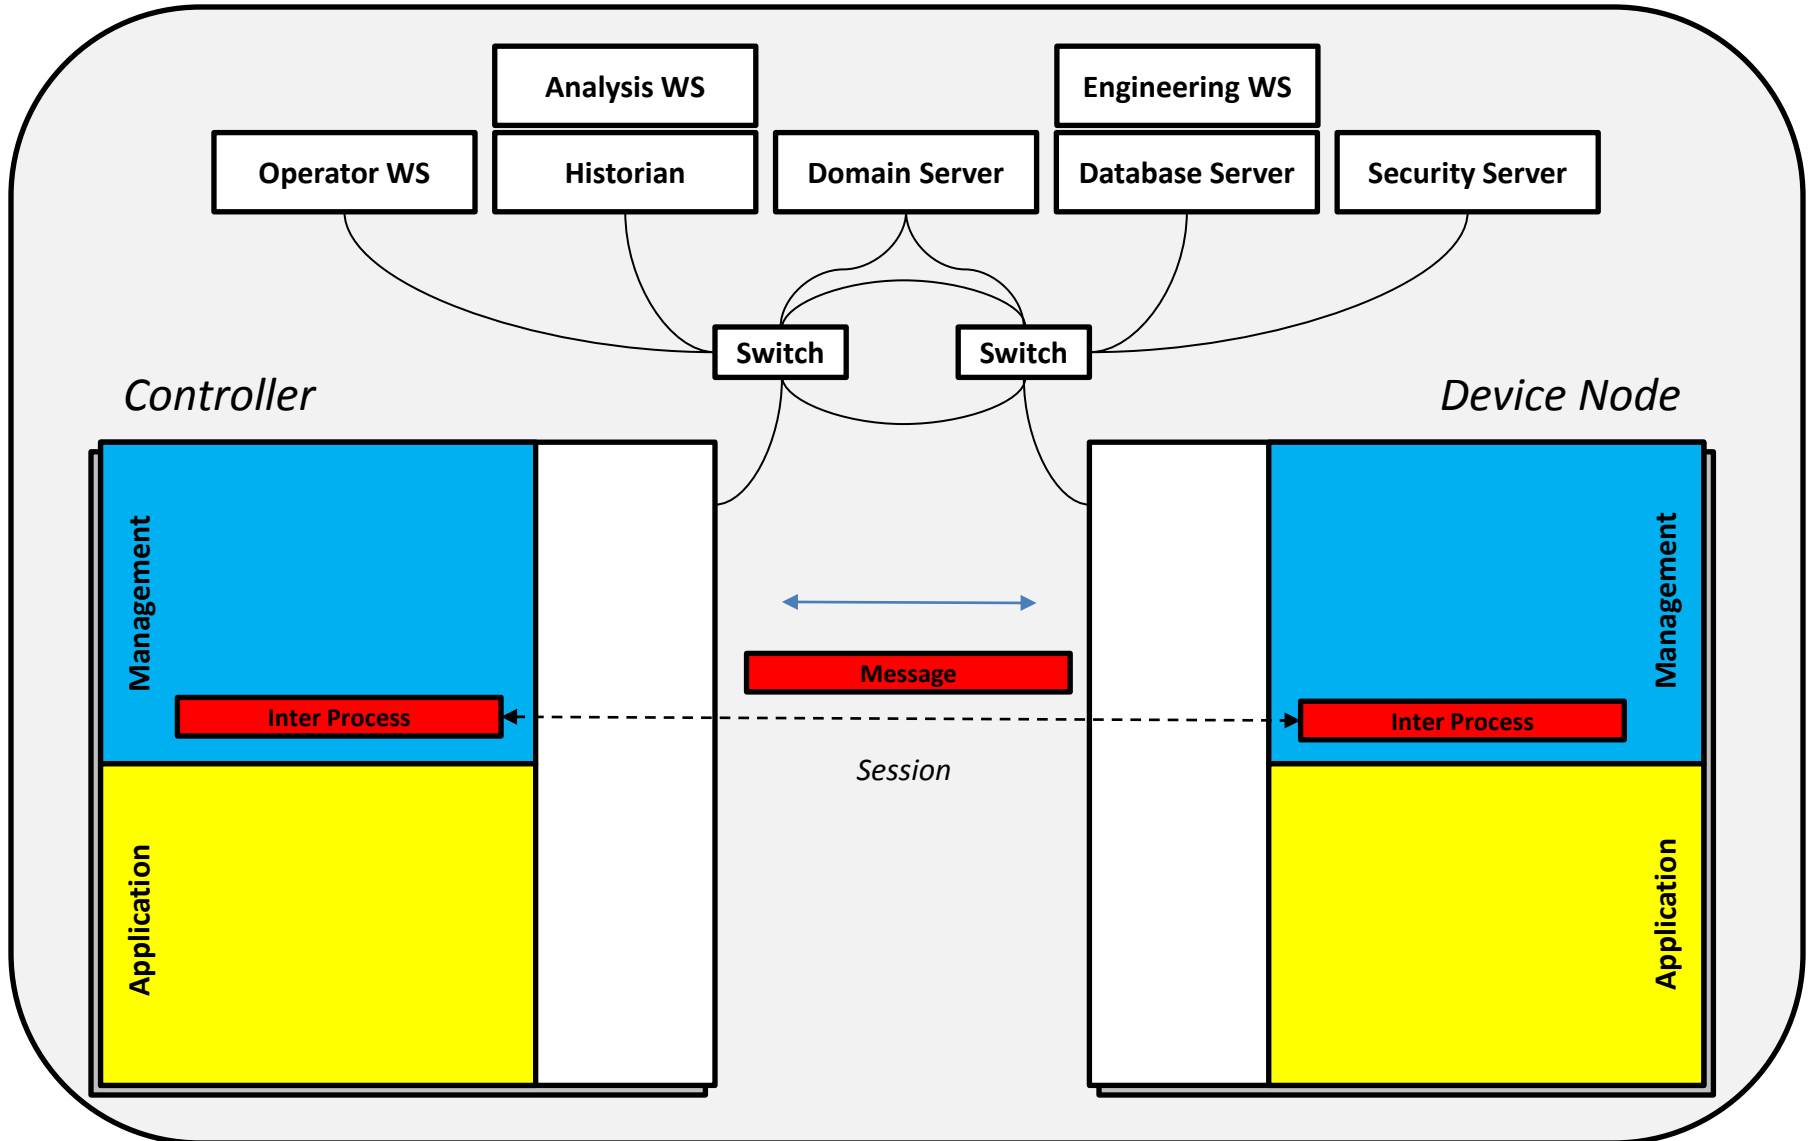 Analysis WS
Engineering WS
Operator WS
Historian
Domain Server
Database Server
Security Server
Switch
Switch
Controller
Device Node
Management
Management
Message
Inter Process
Inter Process
Session
Application
Application